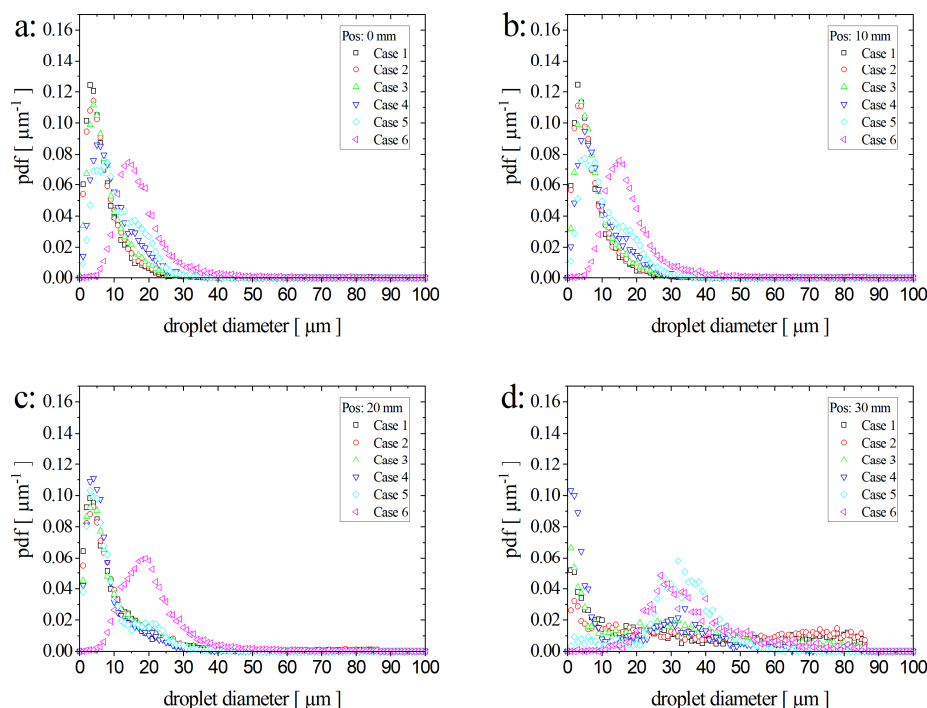 a:
Pos: 0 mm
Case 1
Case 2
Case 3
Case 4
Case 5
Case 6
0.16
0.14
0.12
0.10
0.08
0.06
0.04
0.02
0.00
pdf [ µm⁻¹ ]
0 10 20 30 40 50 60 70 80 90 100
droplet diameter [ µm ]
b:
Pos: 10 mm
Case 1
Case 2
Case 3
Case 4
Case 5
Case 6
0.16
0.14
0.12
0.10
0.08
0.06
0.04
0.02
0.00
pdf [ µm⁻¹ ]
0 10 20 30 40 50 60 70 80 90 100
droplet diameter [ µm ]
c:
Pos: 20 mm
Case 1
Case 2
Case 3
Case 4
Case 5
Case 6
0.16
0.14
0.12
0.10
0.08
0.06
0.04
0.02
0.00
pdf [ µm⁻¹ ]
0 10 20 30 40 50 60 70 80 90 100
droplet diameter [ µm ]
d:
Pos: 30 mm
Case 1
Case 2
Case 3
Case 4
Case 5
Case 6
0.16
0.14
0.12
0.10
0.08
0.06
0.04
0.02
0.00
pdf [ µm⁻¹ ]
0 10 20 30 40 50 60 70 80 90 100
droplet diameter [ µm ]